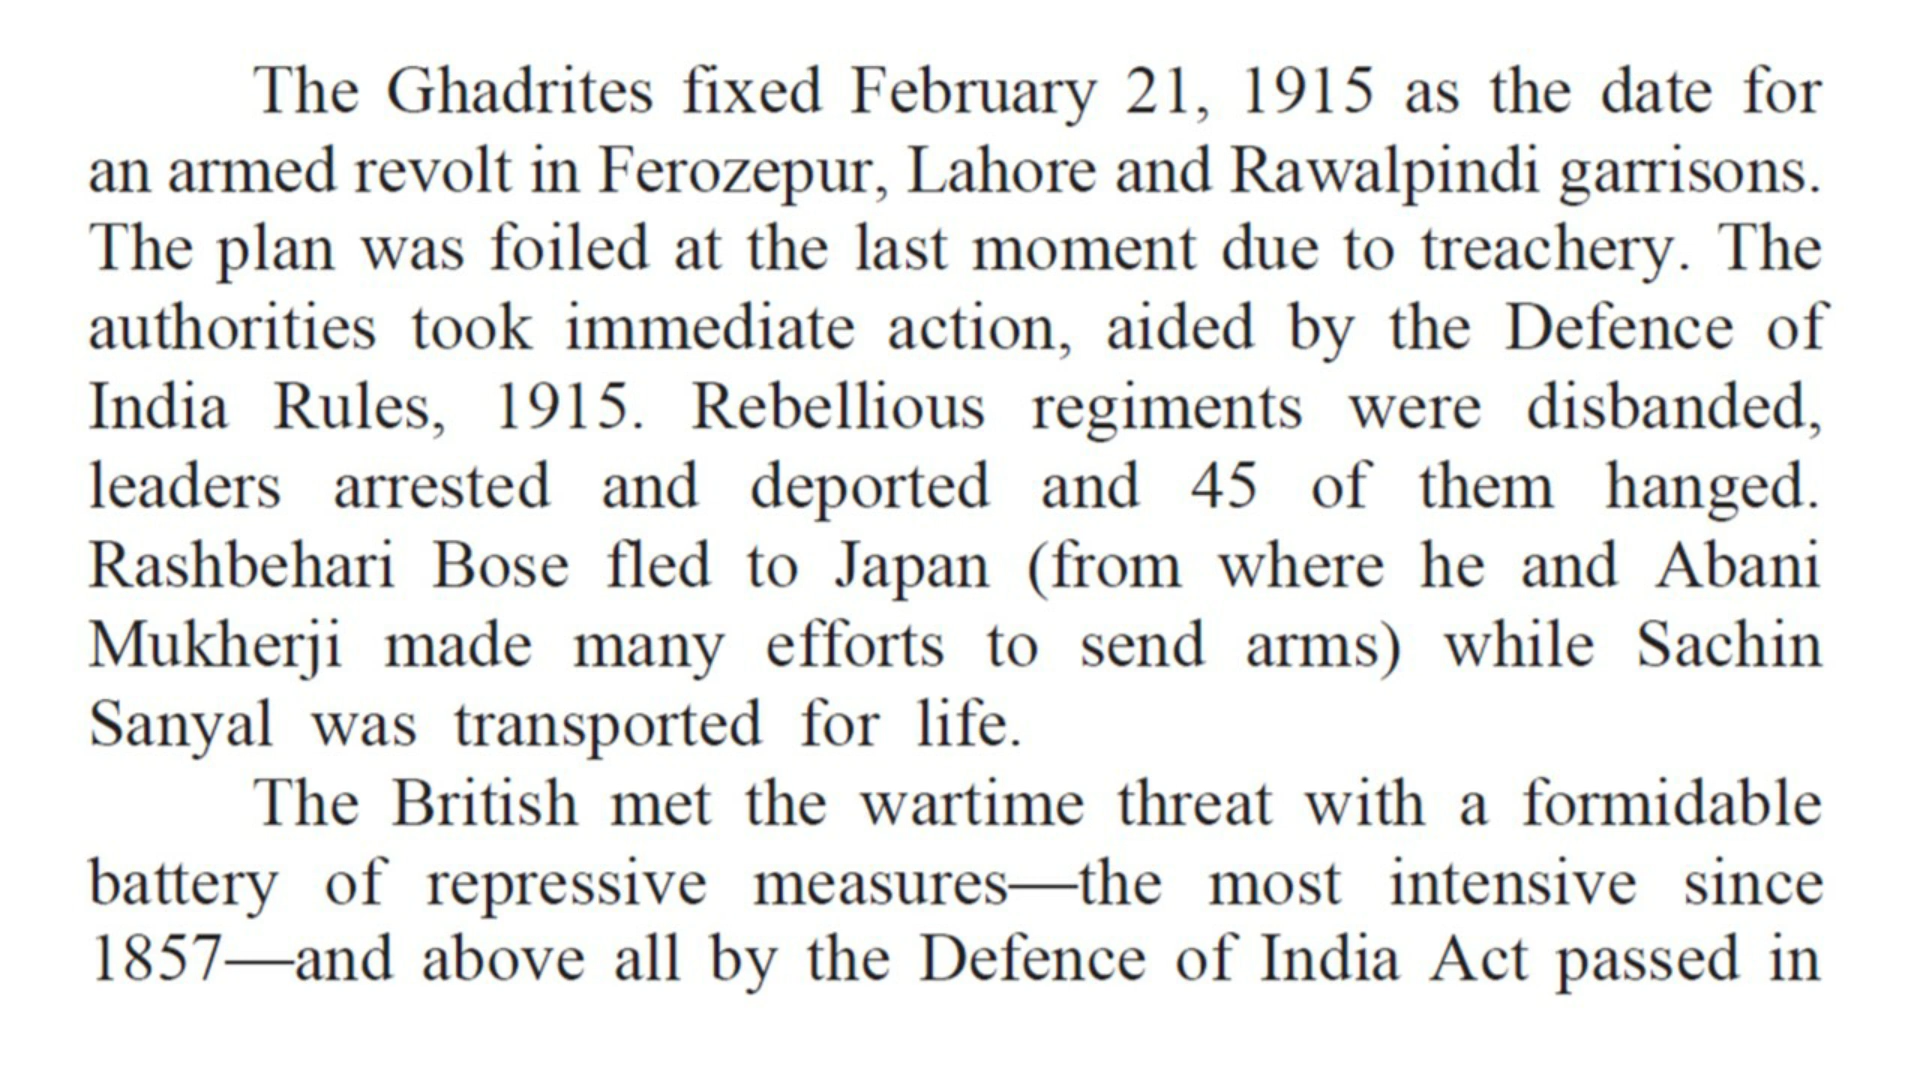 The Ghadrites fixed February 21, 1915 as the date for
an armed revolt in Ferozepur, Lahore and Rawalpindi garrisons.
The plan was foiled at the last moment due to treachery. The
authorities took immediate action, aided by the Defence of
India Rules, 1915. Rebellious regiments were disbanded,
leaders arrested and deported and 45 of them hanged.
Rashbehari Bose fled to Japan (from where he and Abani
Mukherji made many efforts to send arms) while Sachin
Sanyal was transported for life.
The British met the wartime threat with a formidable
battery of repressive measures—the most intensive since
1857—and above all by the Defence of India Act passed in